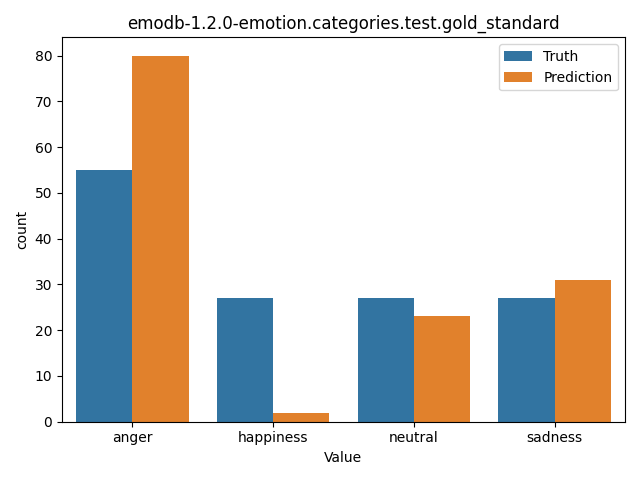 emodb-1.2.0-emotion.categories.test.gold_standard
Truth
Prediction
80
70
60
50
40
30
20
10
0
count
anger happiness neutral sadness
Value